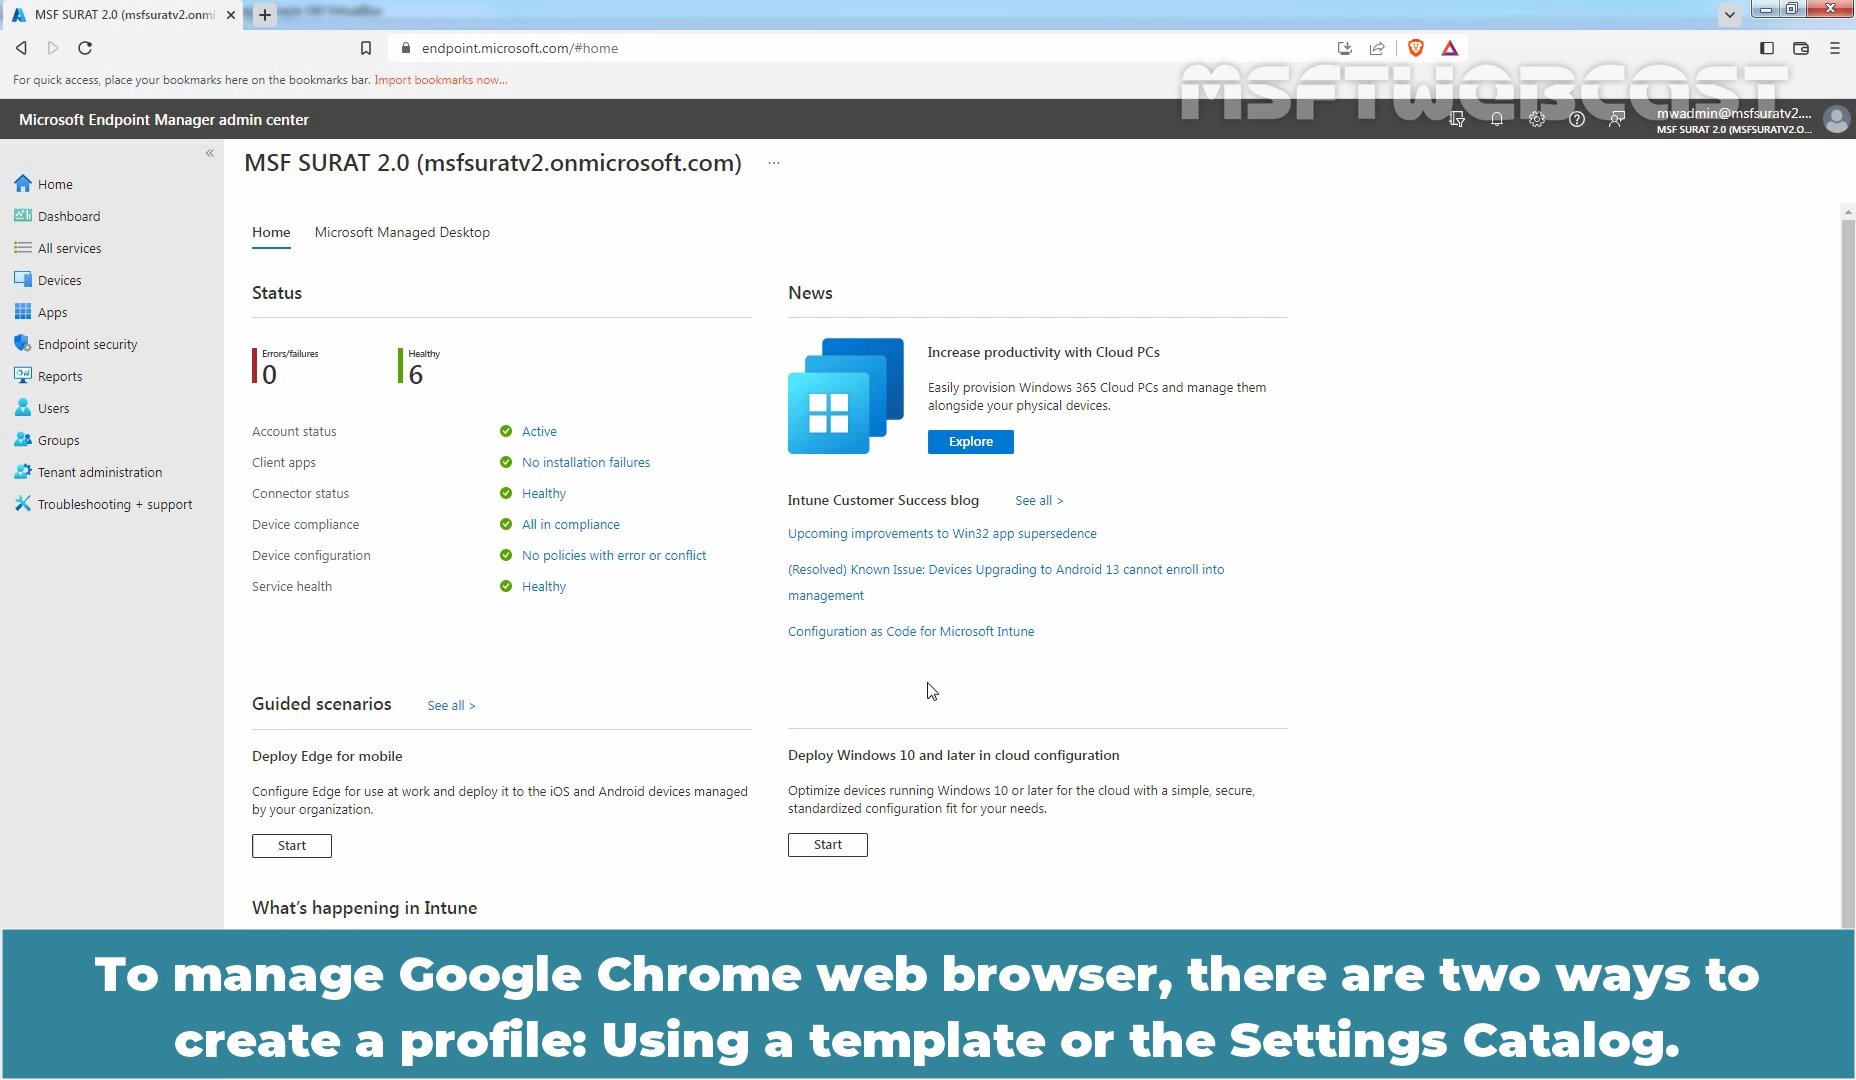 MSF SURAT 2.0 (msfsuratv2.onmi
endpoint.microsoft.com/#home
For quick access, place your bookmarks here on the bookmarks bar. Import bookmarks now...
MSFTWEBCAST
Microsoft Endpoint Manager admin center
mwadmin@msfsuratv2....
MSF SURAT 2.0 (MSFSURATV2.O...
MSF SURAT 2.0 (msfsuratv2.onmicrosoft.com) ...
Home
Dashboard
All services
Devices
Apps
Endpoint security
Reports
Users
Groups
Tenant administration
Troubleshooting + support
Home Microsoft Managed Desktop
Status
Errors/failures
0
Healthy
6
Account status Active
Client apps No installation failures
Connector status Healthy
Device compliance All in compliance
Device configuration No policies with error or conflict
Service health Healthy
News
Increase productivity with Cloud PCs
Easily provision Windows 365 Cloud PCs and manage them
alongside your physical devices.
Explore
Intune Customer Success blog See all >
Upcoming improvements to Win32 app supersedence
(Resolved) Known Issue: Devices Upgrading to Android 13 cannot enroll into
management
Configuration as Code for Microsoft Intune
Guided scenarios See all >
Deploy Edge for mobile
Configure Edge for use at work and deploy it to the iOS and Android devices managed
by your organization.
Start
Deploy Windows 10 and later in cloud configuration
Optimize devices running Windows 10 or later for the cloud with a simple, secure,
standardized configuration fit for your needs.
Start
What's happening in Intune
To manage Google Chrome web browser, there are two ways to
create a profile: Using a template or the Settings Catalog.